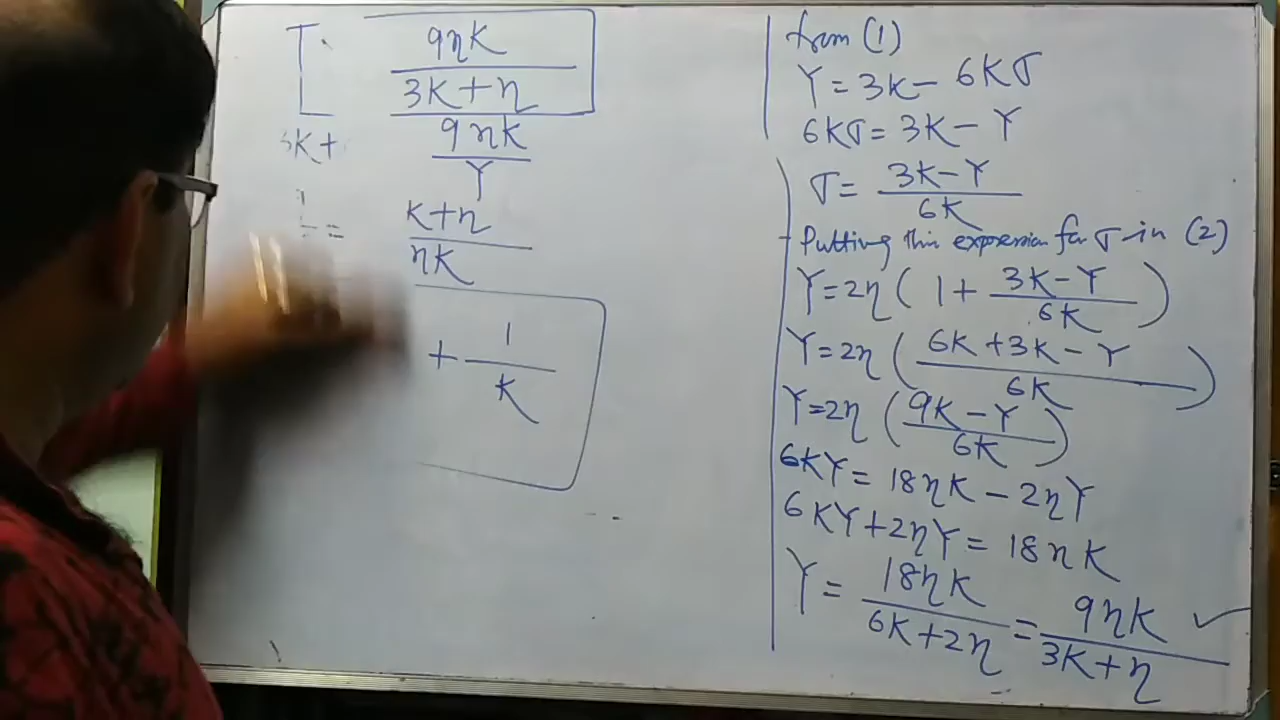 9ηK
3K+η
3K+
9ηK
Y
=
K+η
ηK
+ 1
K
from (1)
Y = 3K - 6Kσ
6Kσ = 3K - Y
σ = 3K-Y
6K
Putting this expression for σ in (2)
Y = 2η ( 1 + 3K-Y )
6K
Y = 2η ( 6K + 3K - Y )
6K
Y = 2η ( 9K - Y )
6K
6KY = 18ηK - 2ηY
6KY + 2ηY = 18ηK
Y = 18ηK = 9ηK ✓
6K+2η 3K+η